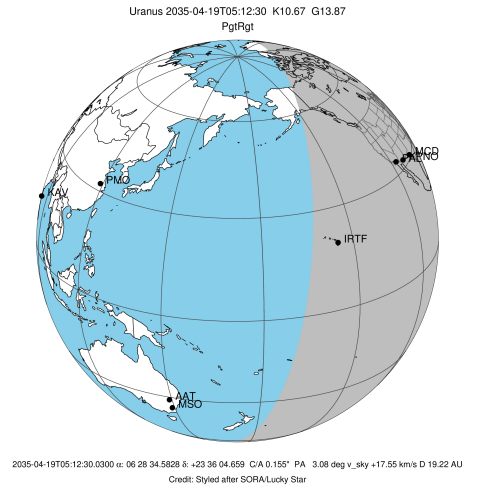 Uranus 2035-04-19T05:12:30  K10.67  G13.87
PgtRgt
MCD
KPNO
PMO
KAV
IRTF
AAT
MSO
2035-04-19T05:12:30.0300 α: 06 28 34.5828 δ: +23 36 04.659  C/A 0.155"  PA   3.08 deg v_sky +17.55 km/s D 19.22 AU
Credit: Styled after SORA/Lucky Star